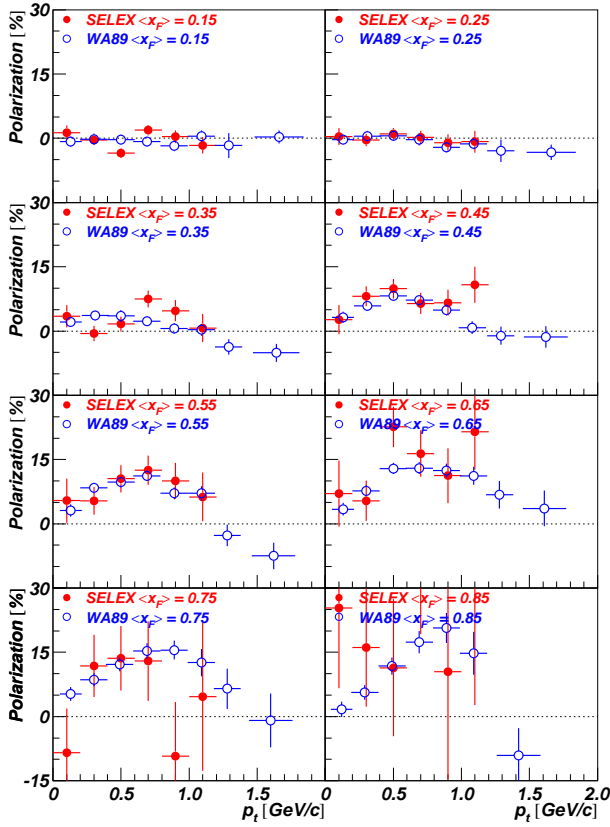 Polarization [%]
30
15
0
SELEX <x_F> = 0.15
WA89 <x_F> = 0.15
SELEX <x_F> = 0.25
WA89 <x_F> = 0.25
Polarization [%]
30
15
0
SELEX <x_F> = 0.35
WA89 <x_F> = 0.35
SELEX <x_F> = 0.45
WA89 <x_F> = 0.45
Polarization [%]
30
15
0
SELEX <x_F> = 0.55
WA89 <x_F> = 0.55
SELEX <x_F> = 0.65
WA89 <x_F> = 0.65
Polarization [%]
30
15
0
-15
SELEX <x_F> = 0.75
WA89 <x_F> = 0.75
SELEX <x_F> = 0.85
WA89 <x_F> = 0.85
0.0 0.5 1.0 1.5 0.0 0.5 1.0 1.5 2.0
p_t [GeV/c] p_t [GeV/c]